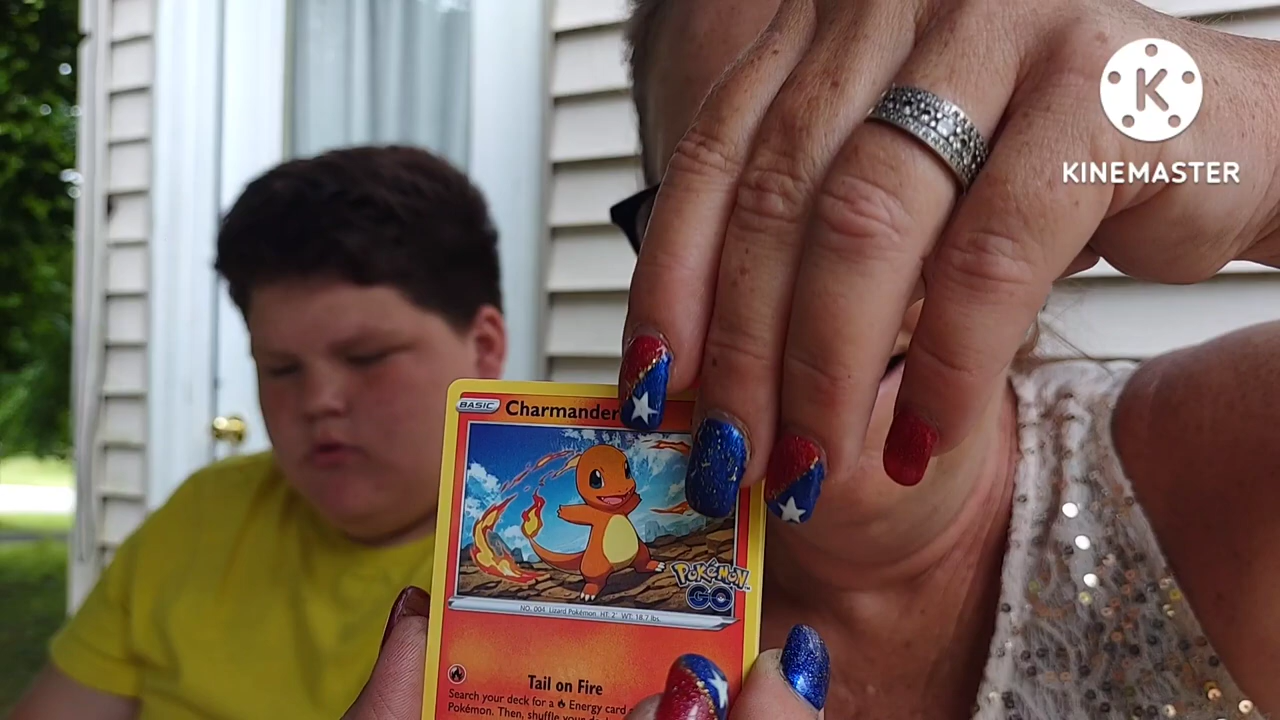 KINEMASTER
BASIC Charmander
POKéMON
GO
NO. 004 Lizard Pokémon HT: 2' WT: 18.7 lbs.
Tail on Fire
Search your deck for a Energy card
Pokémon. Then, shuffle your